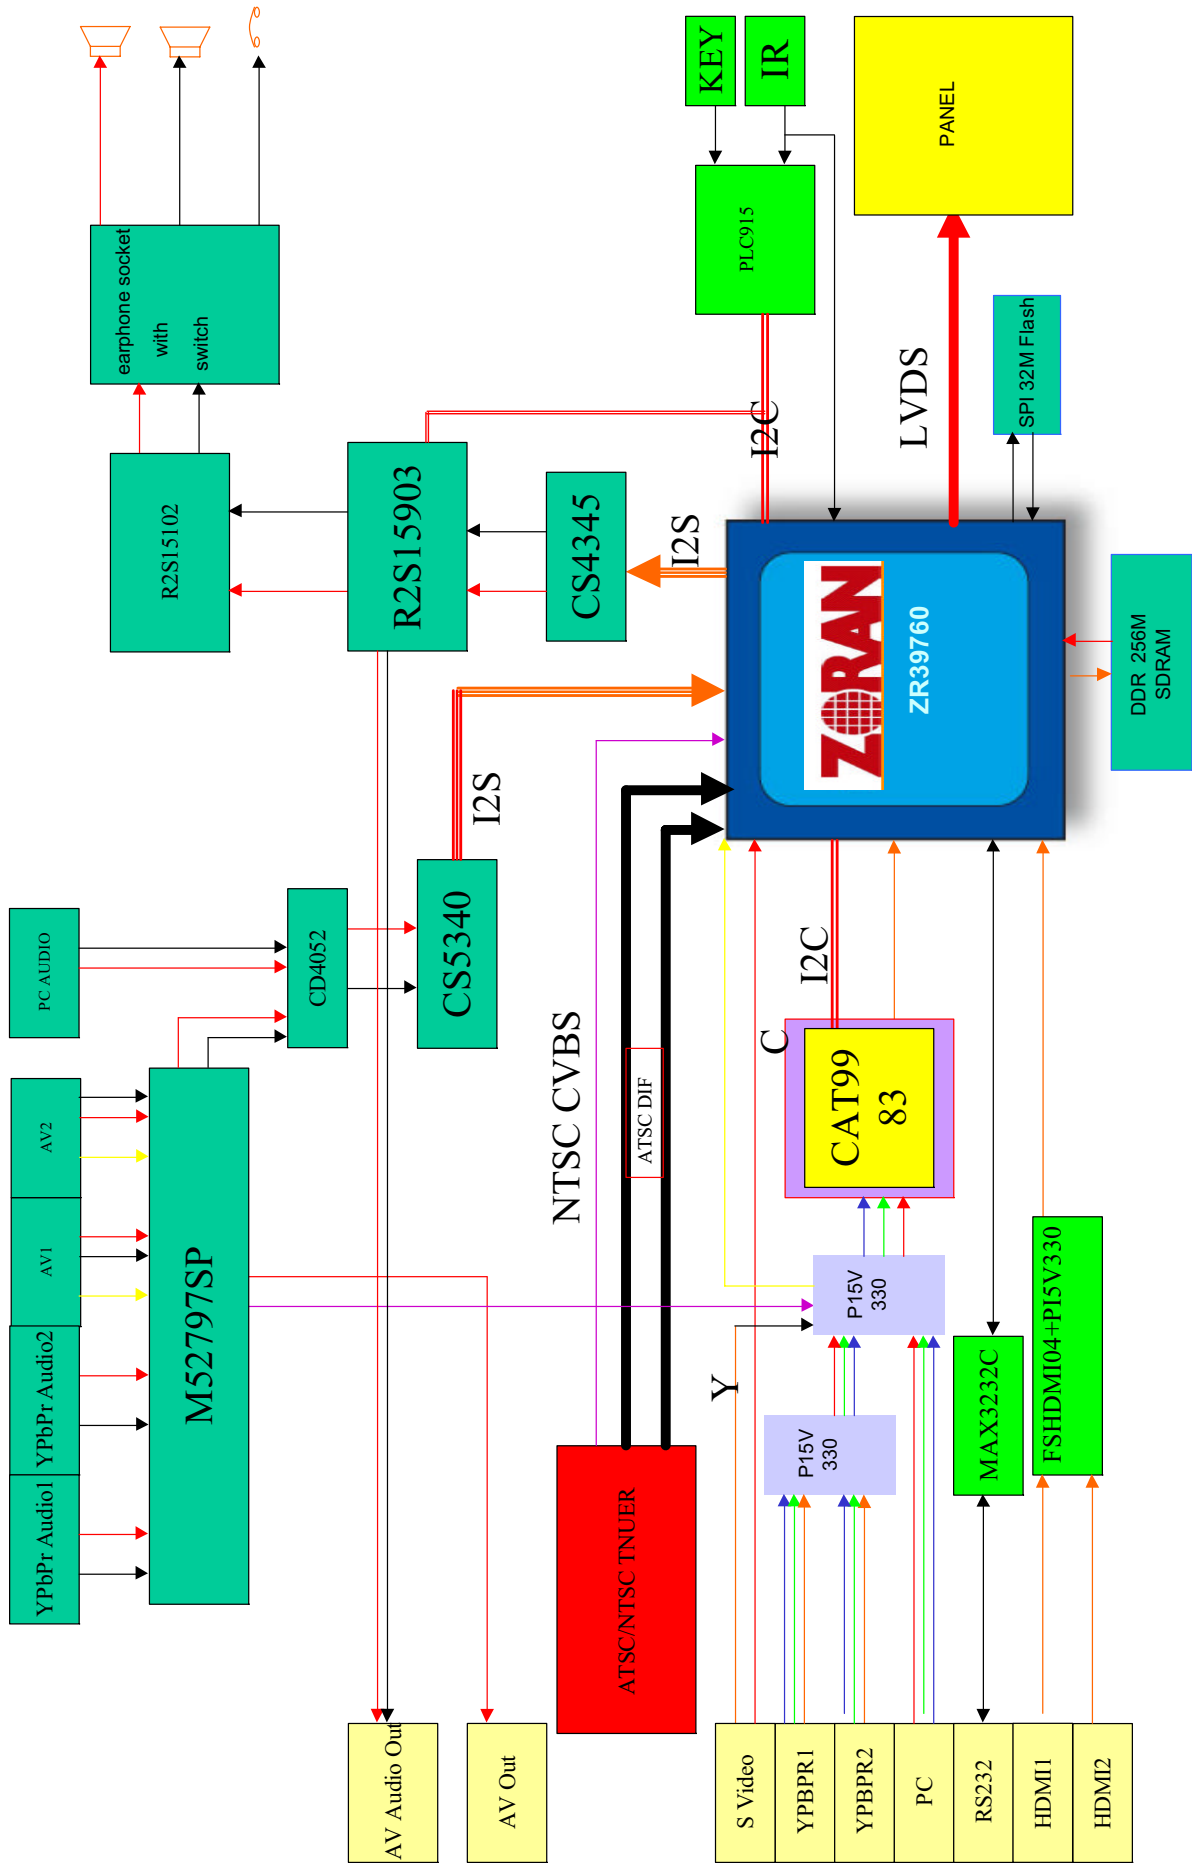 YPbPr Audio1
YPbPr Audio2
AV1
AV2
PC AUDIO
M52797SP
CD4052
CS5340
I2S
earphone socket
with
switch
R2S15102
R2S15903
CS4345
I2S
AV Audio Out
AV Out
ATSC/NTSC TNUER
NTSC CVBS
ATSC DIF
KEY
IR
PLC915
I2C
PANEL
LVDS
SPI 32M Flash
ZORAN
ZR39760
DDR 256M
SDRAM
I2C
C
CAT99
83
Y
P15V
330
P15V
330
MAX3232C
FSHDMI04+PI5V330
S Video
YPBPR1
YPBPR2
PC
RS232
HDMI1
HDMI2